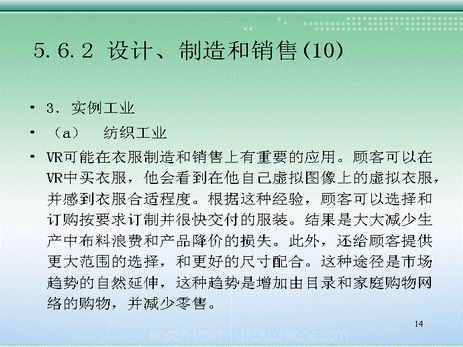 5.6.2 设计、制造和销售(10)
• 3．实例工业
• （a） 纺织工业
• VR可能在衣服制造和销售上有重要的应用。顾客可以在
VR中买衣服，他会看到在他自己虚拟图像上的虚拟衣服，
并感到衣服合适程度。根据这种经验，顾客可以选择和
订购按要求订制并很快交付的服装。结果是大大减少生
产中布料浪费和产品降价的损失。此外，还给顾客提供
更大范围的选择，和更好的尺寸配合。这种途径是市场
趋势的自然延伸，这种趋势是增加由目录和家庭购物网
络的购物，并减少零售。
14